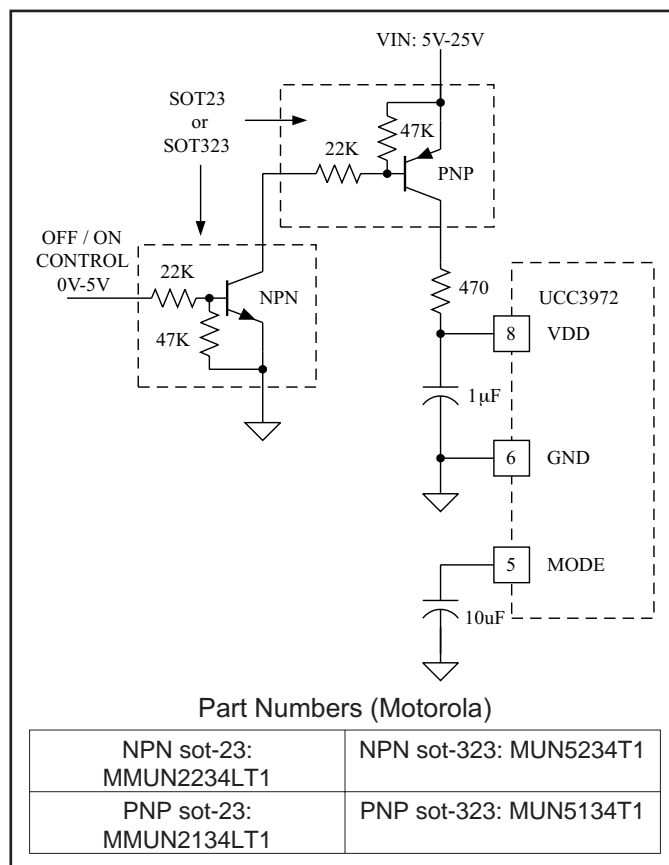 VIN: 5V-25V
SOT23
or
SOT323
47K
22K
PNP
OFF / ON
CONTROL
0V-5V
22K
NPN
47K
470
UCC3972
8 VDD
1µF
6 GND
5 MODE
10uF
Part Numbers (Motorola)
NPN sot-23:
MMUN2234LT1
NPN sot-323: MUN5234T1
PNP sot-23:
MMUN2134LT1
PNP sot-323: MUN5134T1